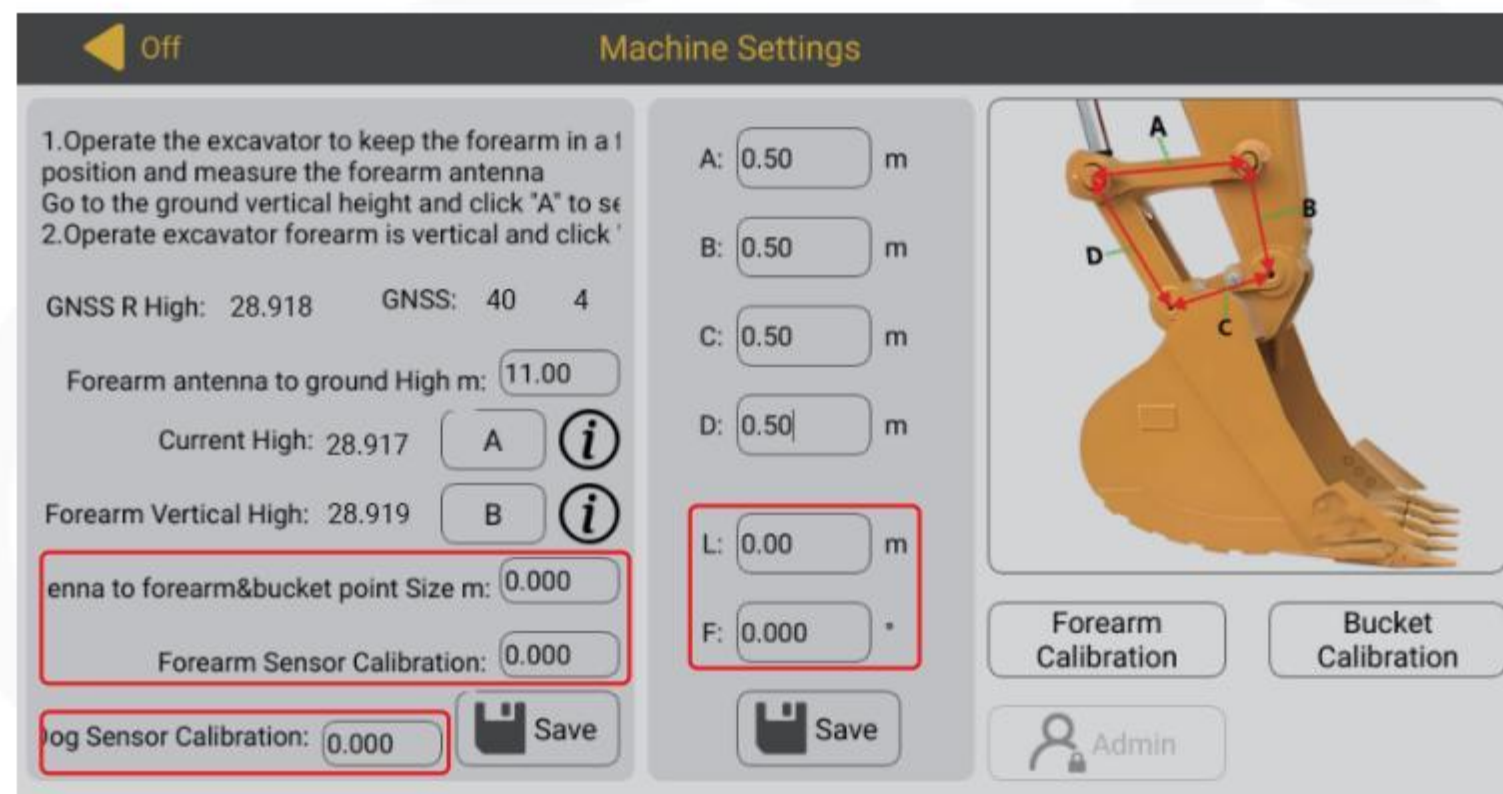 Off
Machine Settings
1.Operate the excavator to keep the forearm in a
position and measure the forearm antenna
Go to the ground vertical height and click "A" to
2.Operate excavator forearm is vertical and click
GNSS R High: 28.918 GNSS: 40 4
Forearm antenna to ground High m: 11.00
Current High: 28.917 A i
Forearm Vertical High: 28.919 B i
enna to forearm&bucket point Size m: 0.000
Forearm Sensor Calibration: 0.000
og Sensor Calibration: 0.000
Save
A: 0.50 m
B: 0.50 m
C: 0.50 m
D: 0.50 m
L: 0.00 m
F: 0.000 °
Save
A
B
D
C
Forearm
Calibration
Bucket
Calibration
Admin